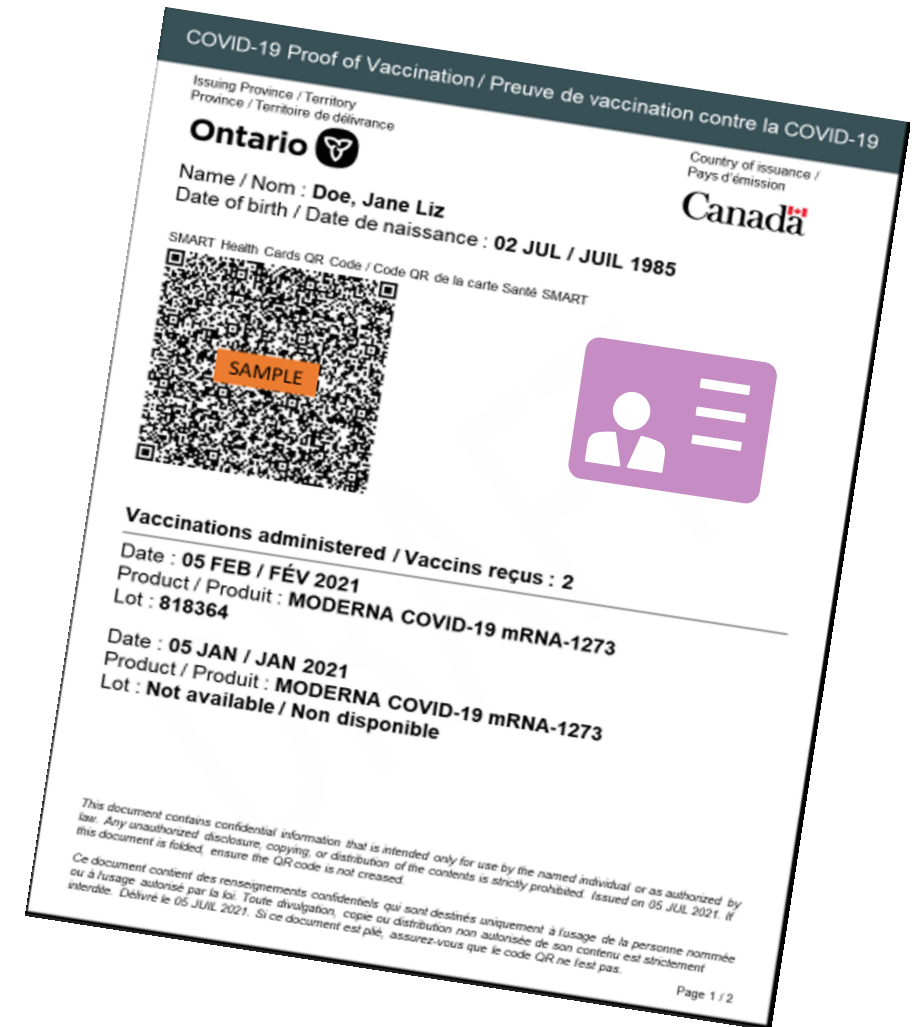 COVID-19 Proof of Vaccination / Preuve de vaccination contre la COVID-19
Issuing Province / Territory
Province / Territoire de délivrance
Ontario
Country of issuance /
Pays d'émission
Canada
Name / Nom : Doe, Jane Liz
Date of birth / Date de naissance : 02 JUL / JUIL 1985
SMART Health Cards QR Code / Code QR de la carte Santé SMART
SAMPLE
Vaccinations administered / Vaccins reçus : 2
Date : 05 FEB / FÉV 2021
Product / Produit : MODERNA COVID-19 mRNA-1273
Lot : 818364
Date : 05 JAN / JAN 2021
Product / Produit : MODERNA COVID-19 mRNA-1273
Lot : Not available / Non disponible
This document contains confidential information that is intended only for use by the named individual or as authorized by
law. Any unauthorized disclosure, copying, or distribution of the contents is strictly prohibited. Issued on 05 JUL 2021. If
this document is folded, ensure the QR code is not creased.
Ce document contient des renseignements confidentiels qui sont destinés uniquement à l'usage de la personne nommée
ou à l'usage autorisé par la loi. Toute divulgation, copie ou distribution non autorisée de son contenu est strictement
interdite. Délivré le 05 JUIL 2021. Si ce document est plié, assurez-vous que le code QR ne l'est pas.
Page 1 / 2